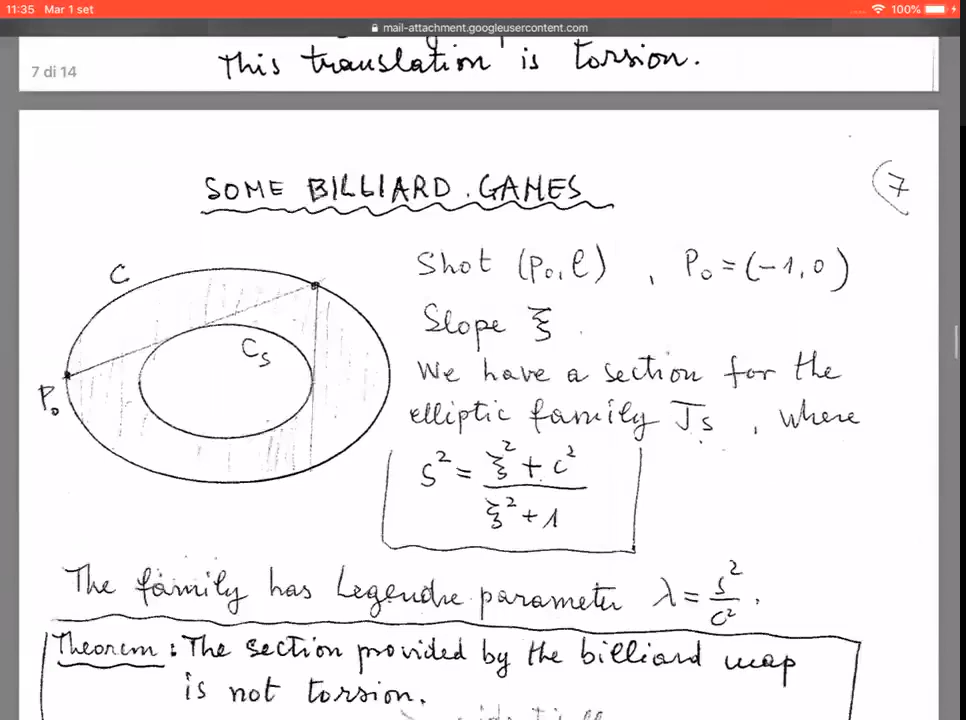 11:35 Mar 1 set
100%
mail-attachment.googleusercontent.com
This translation is torsion.
7 di 14
SOME BILLIARD GAMES
7
C
Shot (P₀, ℓ) , P₀ = (-1,0)
Slope ξ
Cₛ
We have a section for the
P₀
elliptic family Jₛ , where
s² = (ξ² + c²) / (ξ² + 1)
The family has Legendre parameter λ = s²/c² .
Theorem : The section provided by the billiard map
is not torsion.